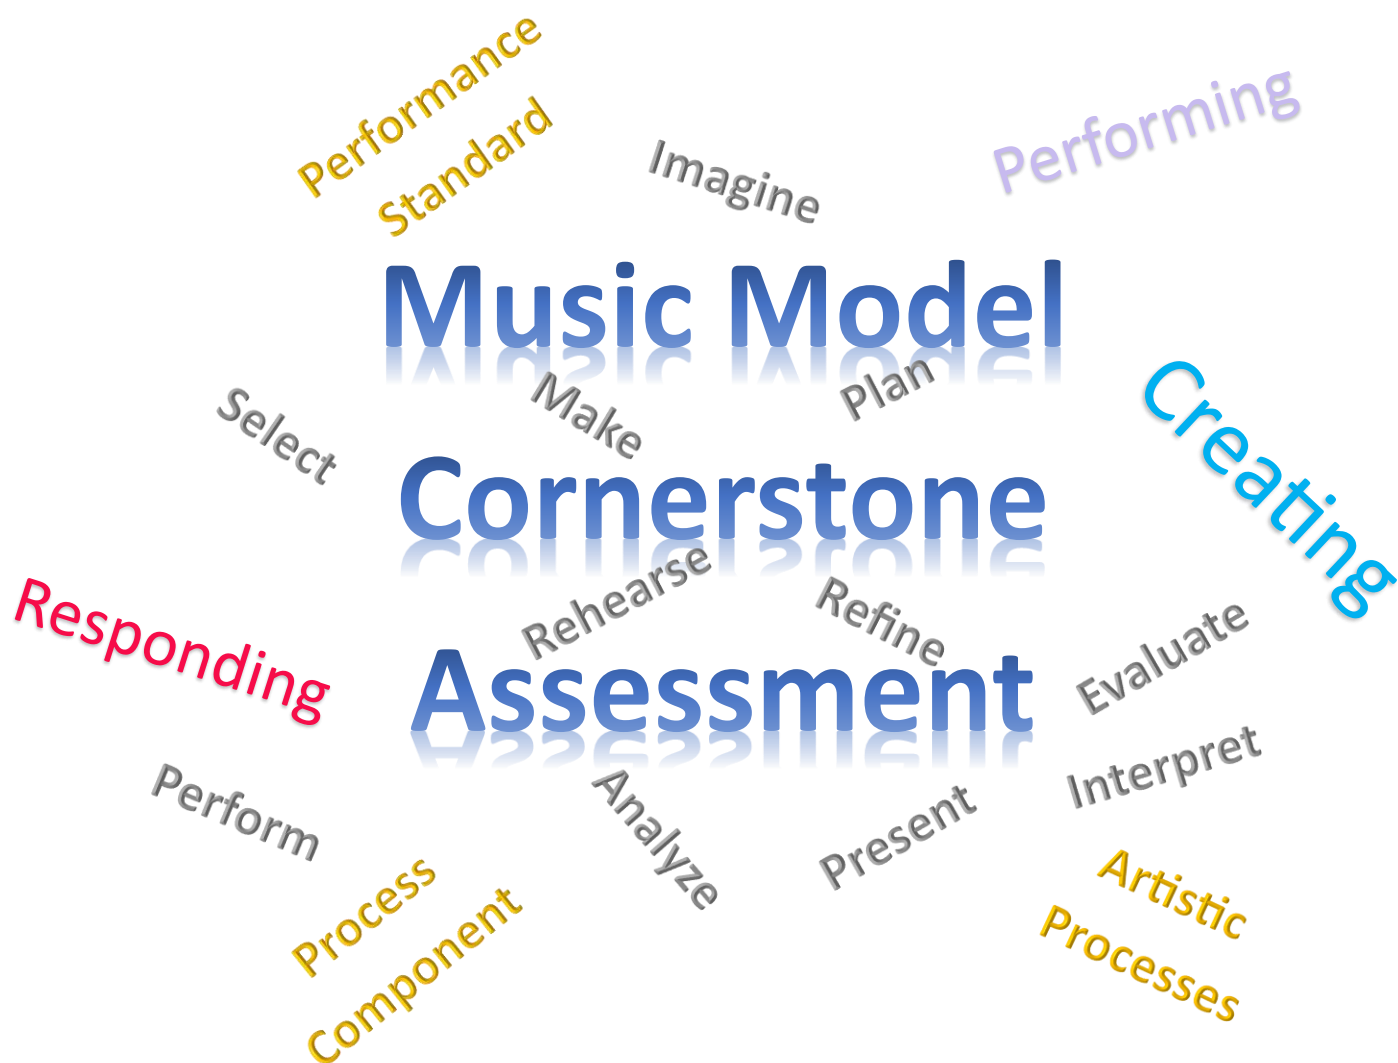 Performance
Standard
Imagine
Performing
Music Model
Select
Make
Plan
Creating
Cornerstone
Rehearse
Refine
Responding
Evaluate
Assessment
Interpret
Perform
Analyze
Present
Process
Component
Artistic
Processes